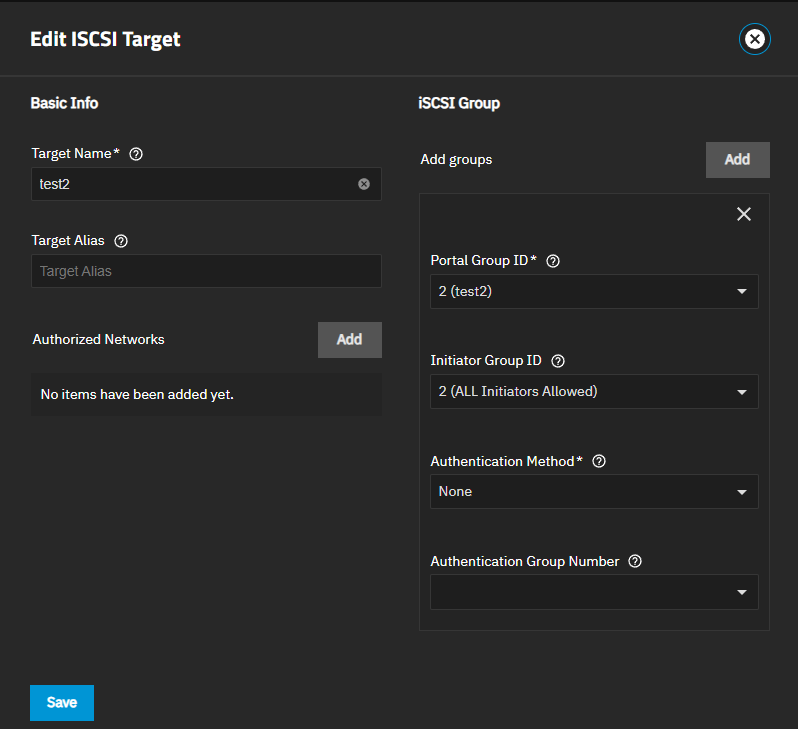 Edit ISCSI Target
Basic Info
Target Name*
test2
Target Alias
Target Alias
Authorized Networks
Add
No items have been added yet.
iSCSI Group
Add groups
Add
Portal Group ID*
2 (test2)
Initiator Group ID
2 (ALL Initiators Allowed)
Authentication Method*
None
Authentication Group Number
Save